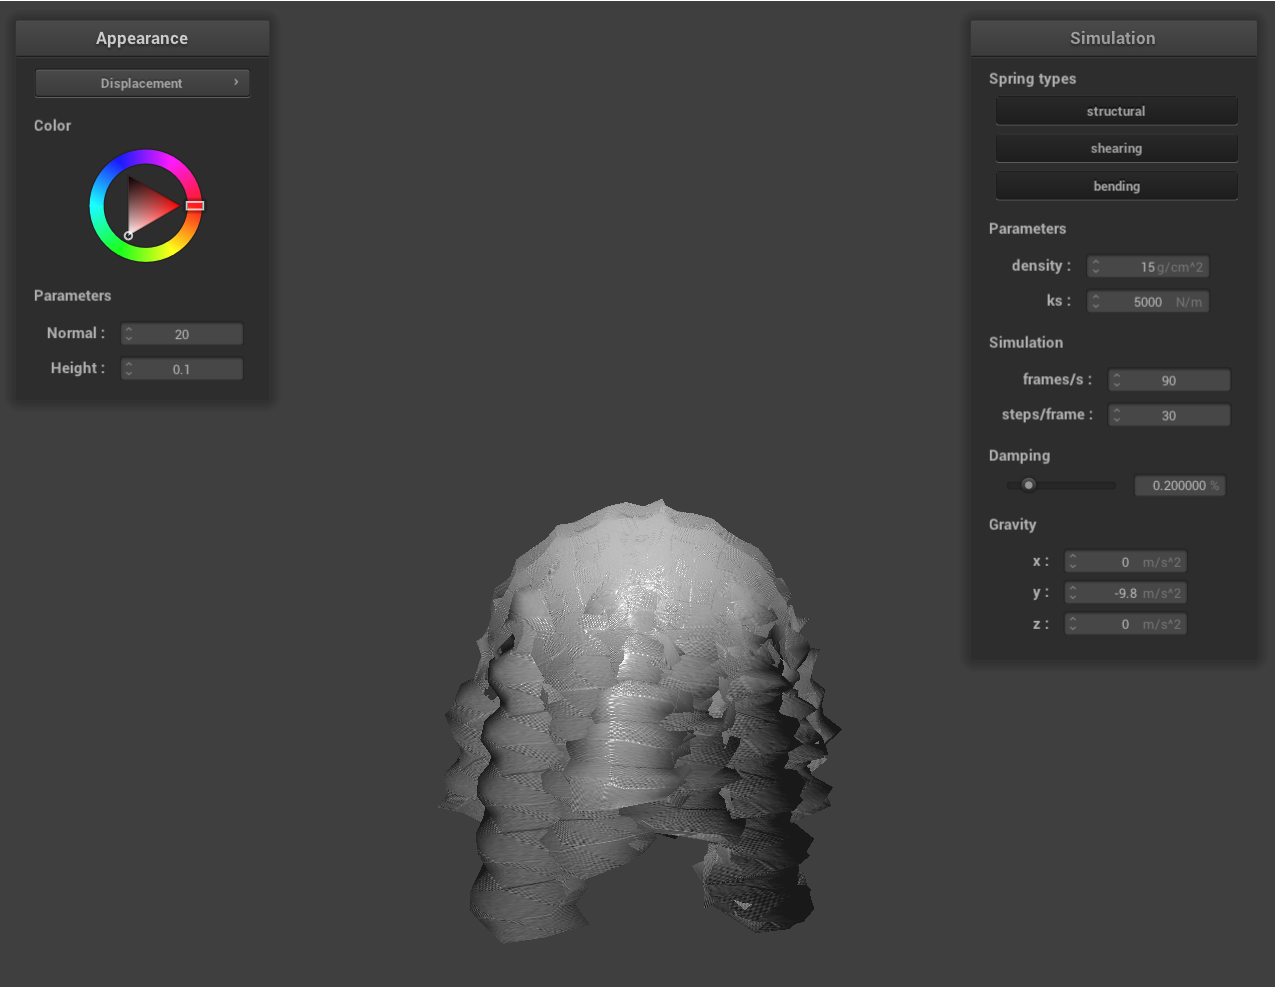 Appearance
Displacement
Color
Parameters
Normal : 20
Height : 0.1
Simulation
Spring types
structural
shearing
bending
Parameters
density : 15 g/cm^2
ks : 5000 N/m
Simulation
frames/s : 90
steps/frame : 30
Damping
0.200000 %
Gravity
x : 0 m/s^2
y : -9.8 m/s^2
z : 0 m/s^2